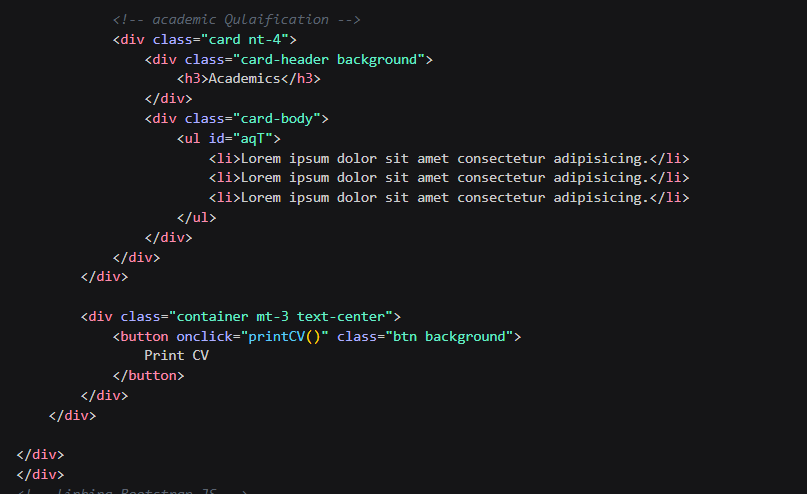 <!-- academic Qulaification -->
<div class="card nt-4">
<div class="card-header background">
<h3>Academics</h3>
</div>
<div class="card-body">
<ul id="aqT">
<li>Lorem ipsum dolor sit amet consectetur adipisicing.</li>
<li>Lorem ipsum dolor sit amet consectetur adipisicing.</li>
<li>Lorem ipsum dolor sit amet consectetur adipisicing.</li>
</ul>
</div>
</div>
</div>
<div class="container mt-3 text-center">
<button onclick="printCV()" class="btn background">
Print CV
</button>
</div>
</div>
</div>
</div>
<!-- Linking Bootstrap JS -->